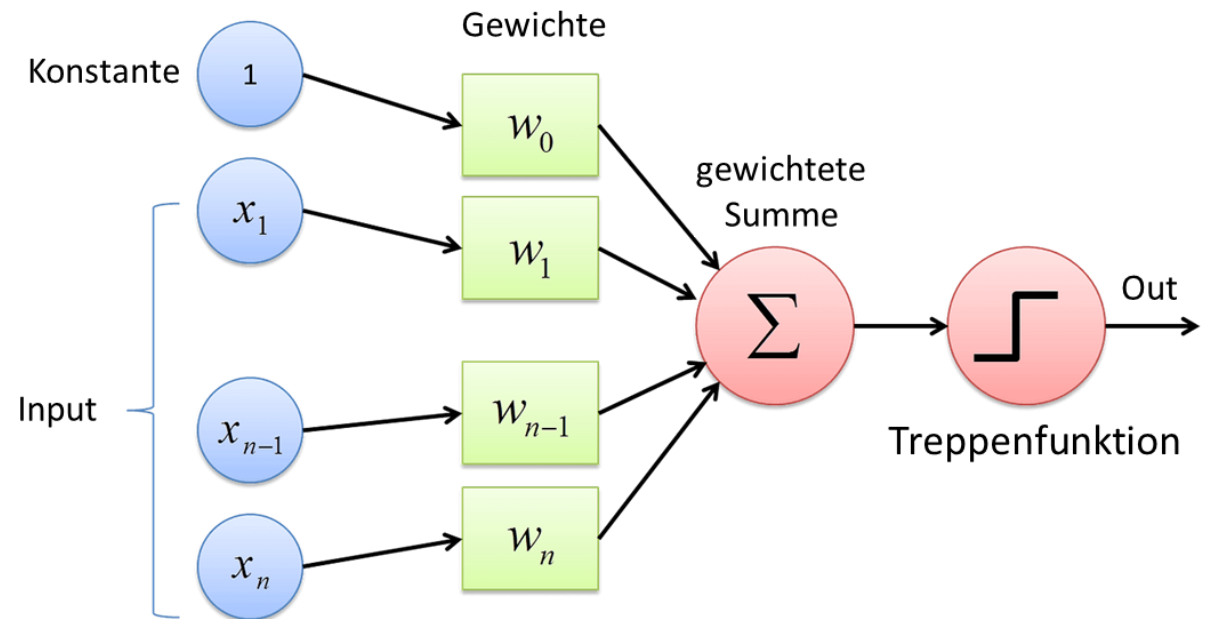 Gewichte
Konstante
1
w₀
x₁
w₁
gewichtete
Summe
Σ
Out
Input
xₙ₋₁
wₙ₋₁
Treppenfunktion
xₙ
wₙ